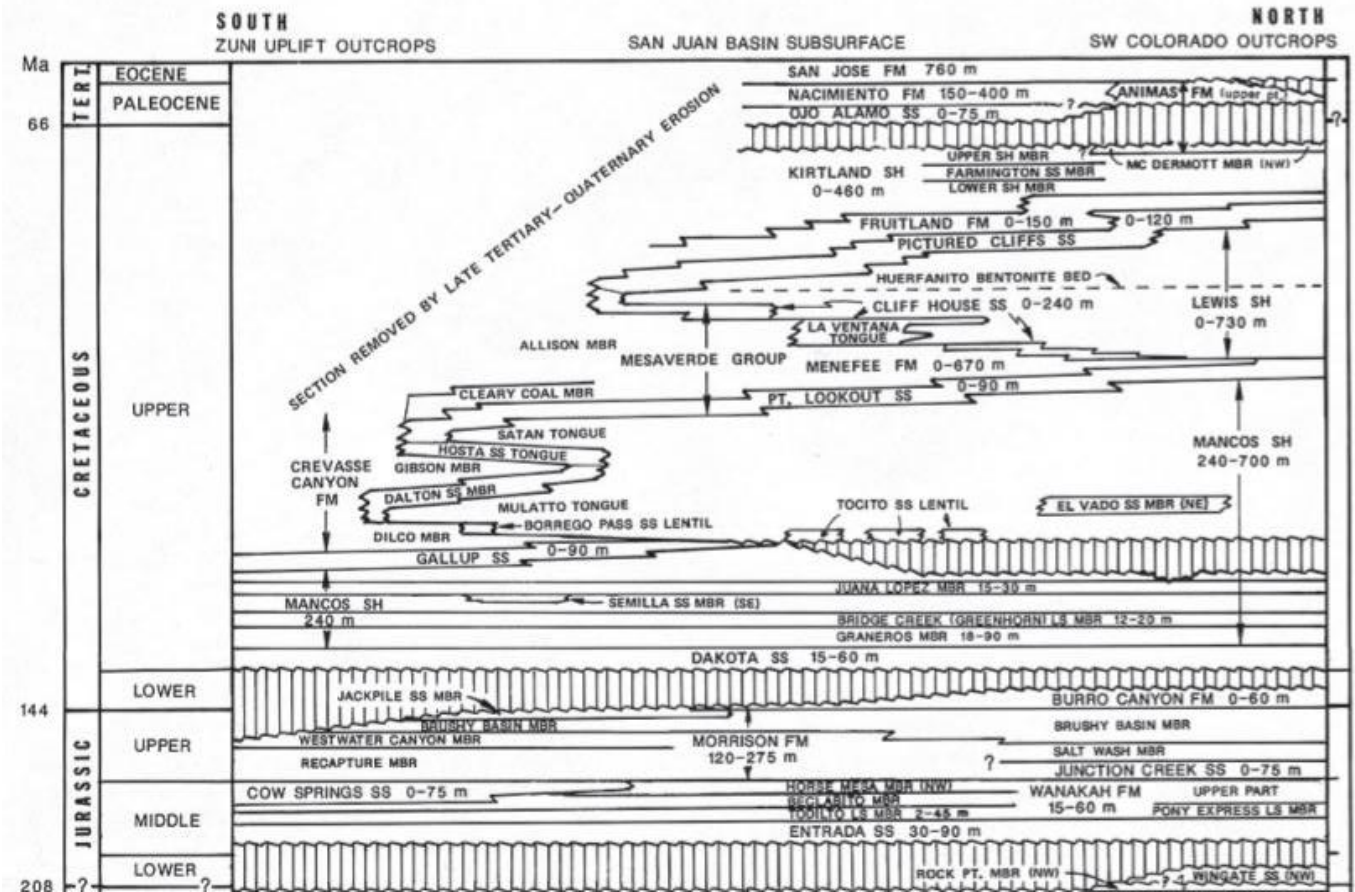 SOUTH
NORTH
ZUNI UPLIFT OUTCROPS
SAN JUAN BASIN SUBSURFACE
SW COLORADO OUTCROPS
Ma
TERT.
EOCENE
PALEOCENE
66
SAN JOSE FM 760 m
NACIMIENTO FM 150-400 m
?
ANIMAS FM (upper pt.)
OJO ALAMO SS 0-75 m
?
SECTION REMOVED BY LATE TERTIARY-QUATERNARY EROSION
UPPER SH MBR
?
MC DERMOTT MBR (NW)
KIRTLAND SH
0-460 m
FARMINGTON SS MBR
LOWER SH MBR
FRUITLAND FM 0-150 m
0-120 m
PICTURED CLIFFS SS
HUERFANITO BENTONITE BED
CLIFF HOUSE SS 0-240 m
LEWIS SH
0-730 m
LA VENTANA
TONGUE
ALLISON MBR
MESAVERDE GROUP
MENEFEE FM 0-670 m
CRETACEOUS
UPPER
CLEARY COAL MBR
0-90 m
PT. LOOKOUT SS
SATAN TONGUE
HOSTA SS TONGUE
MANCOS SH
240-700 m
CREVASSE
CANYON
FM
GIBSON MBR
DALTON SS MBR
MULATTO TONGUE
TOCITO SS LENTIL
EL VADO SS MBR (NE)
BORREGO PASS SS LENTIL
DILCO MBR
GALLUP SS
0-90 m
JUANA LOPEZ MBR 15-30 m
MANCOS SH
240 m
SEMILLA SS MBR (SE)
BRIDGE CREEK (GREENHORN) LS MBR 12-20 m
GRANEROS MBR 18-90 m
DAKOTA SS 15-60 m
LOWER
JACKPILE SS MBR
BURRO CANYON FM 0-60 m
144
JURASSIC
UPPER
BRUSHY BASIN MBR
BRUSHY BASIN MBR
WESTWATER CANYON MBR
MORRISON FM
120-275 m
RECAPTURE MBR
SALT WASH MBR
?
JUNCTION CREEK SS 0-75 m
MIDDLE
COW SPRINGS SS 0-75 m
HORSE MESA MBR (NW)
WANAKAH FM
15-60 m
UPPER PART
BECLABITO MBR
TODILTO LS MBR 2-45 m
PONY EXPRESS LS MBR
ENTRADA SS 30-90 m
LOWER
ROCK PT. MBR (NW)
?
WINGATE SS (NW)
208
?
?